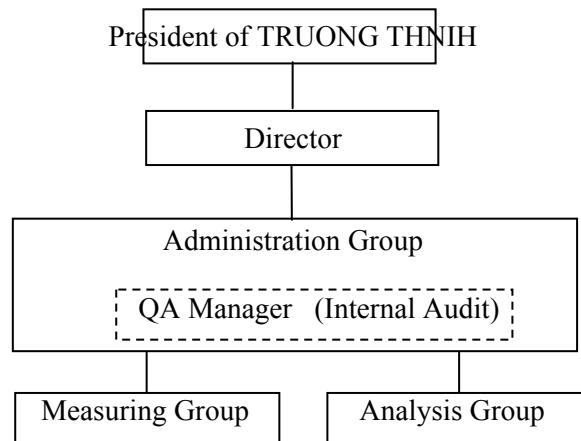 President of TRUONG THNIH
Director
Administration Group
QA Manager (Internal Audit)
Measuring Group
Analysis Group